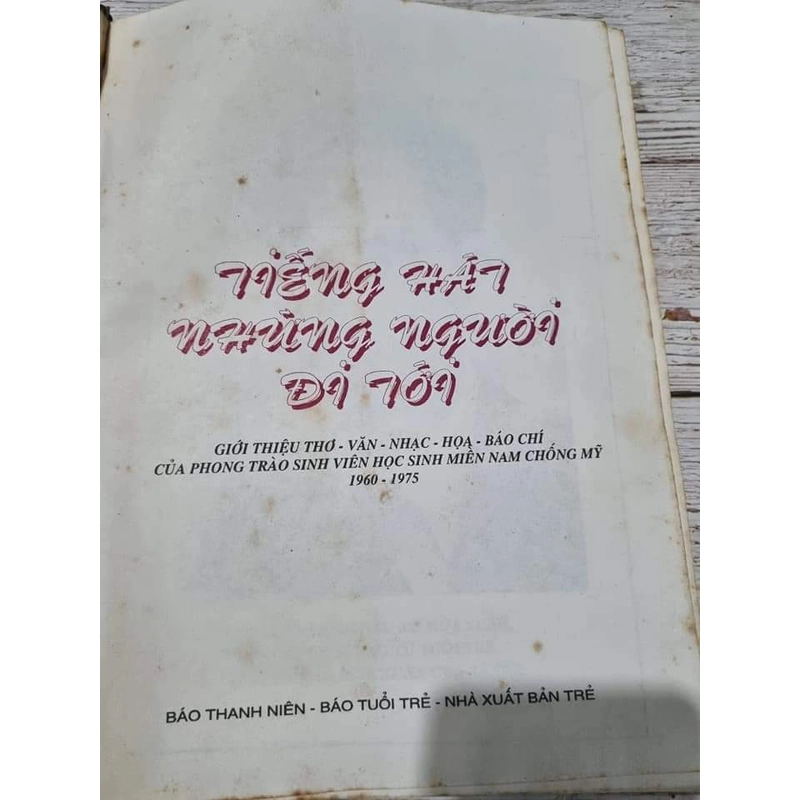 TIẾNG HÁT
NHỮNG NGƯỜI
ĐI TỚI
GIỚI THIỆU THƠ - VĂN - NHẠC - HỌA - BÁO CHÍ
CỦA PHONG TRÀO SINH VIÊN HỌC SINH MIỀN NAM CHỐNG MỸ
1960 - 1975
BÁO THANH NIÊN - BÁO TUỔI TRẺ - NHÀ XUẤT BẢN TRẺ